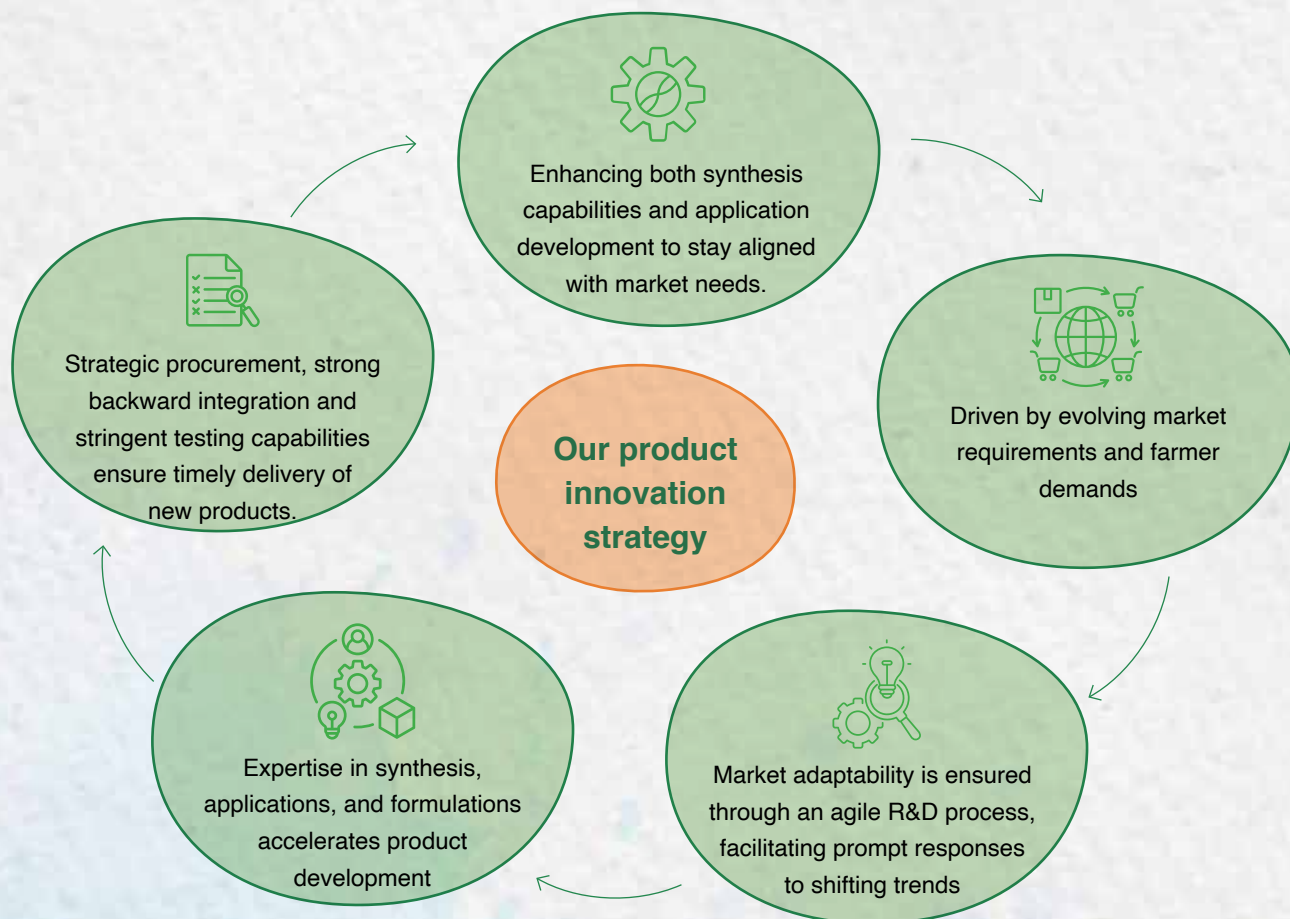 Enhancing both synthesis
capabilities and application
development to stay aligned
with market needs.
Driven by evolving market
requirements and farmer
demands
Market adaptability is ensured
through an agile R&D process,
facilitating prompt responses
to shifting trends
Expertise in synthesis,
applications, and formulations
accelerates product
development
Strategic procurement, strong
backward integration and
stringent testing capabilities
ensure timely delivery of
new products.
Our product
innovation
strategy